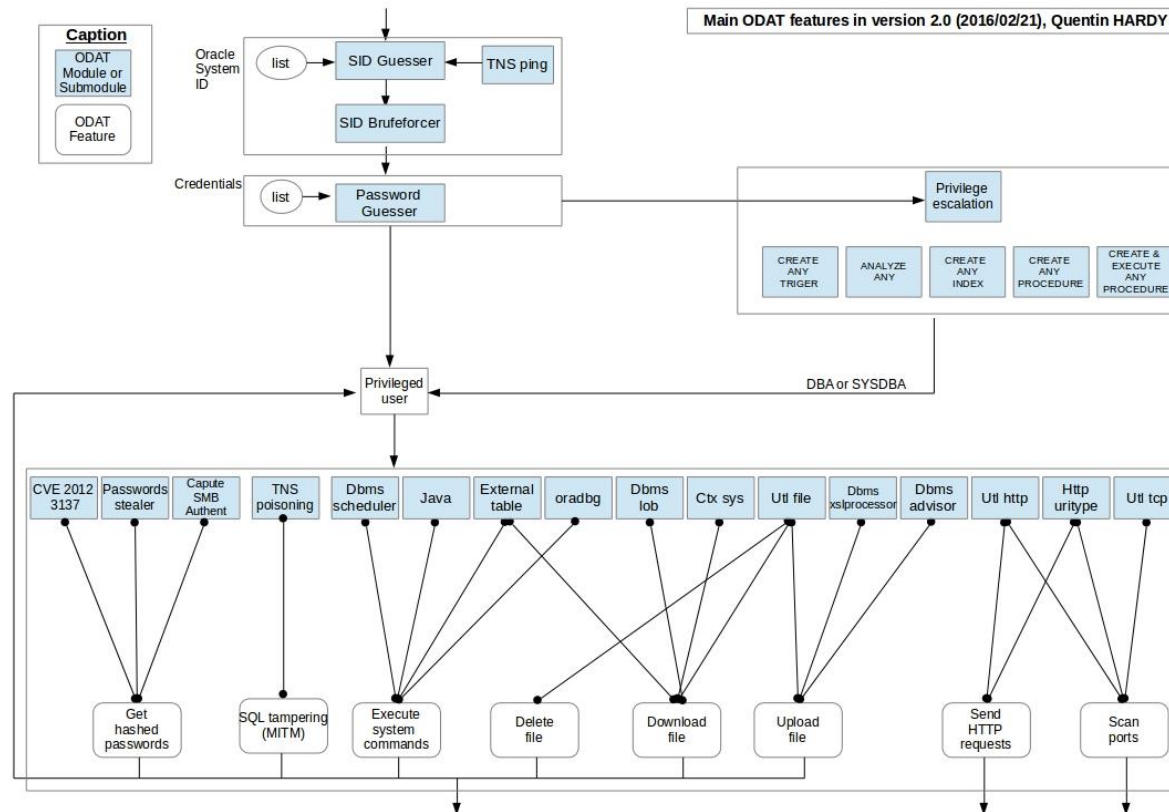 Main ODAT features in version 2.0 (2016/02/21), Quentin HARDY
Caption
ODAT
Module or
Submodule
ODAT
Feature
Oracle
System
ID
list
SID Guesser
TNS ping
SID Brufeforcer
Credentials
list
Password
Guesser
Privilege
escalation
CREATE
ANY
TRIGER
ANALYZE
ANY
CREATE
ANY
INDEX
CREATE
ANY
PROCEDURE
CREATE &
EXECUTE
ANY
PROCEDURE
DBA or SYSDBA
Privileged
user
CVE 2012
3137
Passwords
stealer
Capute
SMB
Authent
TNS
poisoning
Dbms
scheduler
Java
External
table
oradbg
Dbms
lob
Ctx sys
Utl file
Dbms
xslprocessor
Dbms
advisor
Utl http
Http
uritype
Utl tcp
Get
hashed
passwords
SQL tampering
(MITM)
Execute
system
commands
Delete
file
Download
file
Upload
file
Send
HTTP
requests
Scan
ports